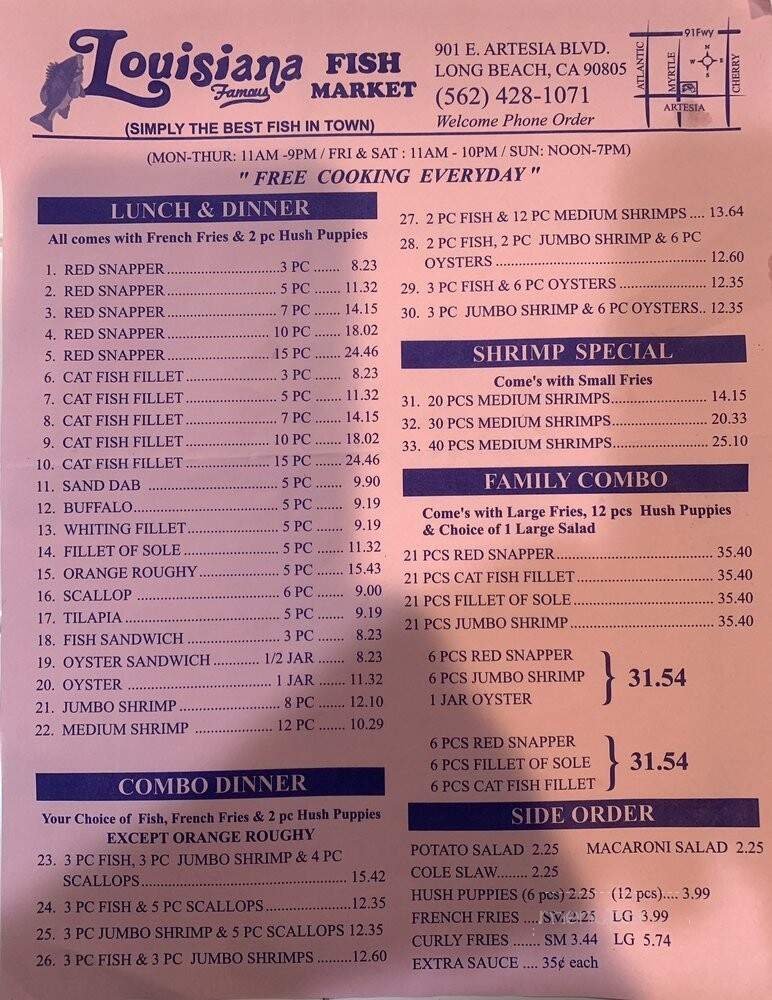 Louisiana Famous FISH MARKET
(SIMPLY THE BEST FISH IN TOWN)
901 E. ARTESIA BLVD.
LONG BEACH, CA 90805
(562) 428-1071
Welcome Phone Order
91Fwy
ATLANTIC
MYRTLE
CHERRY
N
W E
S
ARTESIA
(MON-THUR: 11AM -9PM / FRI & SAT : 11AM - 10PM / SUN: NOON-7PM)
" FREE COOKING EVERYDAY "
LUNCH & DINNER
All comes with French Fries & 2 pc Hush Puppies
1. RED SNAPPER....................3 PC ...... 8.23
2. RED SNAPPER.................... 5 PC ...... 11.32
3. RED SNAPPER.................... 7 PC ...... 14.15
4. RED SNAPPER................... 10 PC ...... 18.02
5. RED SNAPPER................... 15 PC ...... 24.46
6. CAT FISH FILLET................ 3 PC ...... 8.23
7. CAT FISH FILLET................ 5 PC ...... 11.32
8. CAT FISH FILLET................ 7 PC ...... 14.15
9. CAT FISH FILLET............... 10 PC ...... 18.02
10. CAT FISH FILLET............... 15 PC ...... 24.46
11. SAND DAB ........................ 5 PC...... 9.90
12. BUFFALO.......................... 5 PC...... 9.19
13. WHITING FILLET................ 5 PC ...... 9.19
14. FILLET OF SOLE................. 5 PC ...... 11.32
15. ORANGE ROUGHY.............. 5 PC ...... 15.43
16. SCALLOP .......................... 6 PC ...... 9.00
17. TILAPIA............................ 5 PC ...... 9.19
18. FISH SANDWICH ................ 3 PC ...... 8.23
19. OYSTER SANDWICH............ 1/2 JAR ...... 8.23
20. OYSTER ........................... 1 JAR ...... 11.32
21. JUMBO SHRIMP................... 8 PC ...... 12.10
22. MEDIUM SHRIMP ................ 12 PC ...... 10.29
COMBO DINNER
Your Choice of Fish, French Fries & 2 pc Hush Puppies
EXCEPT ORANGE ROUGHY
23. 3 PC FISH, 3 PC JUMBO SHRIMP & 4 PC
SCALLOPS........................................ 15.42
24. 3 PC FISH & 5 PC SCALLOPS...................12.35
25. 3 PC JUMBO SHRIMP & 5 PC SCALLOPS 12.35
26. 3 PC FISH & 3 PC JUMBO SHRIMPS.........12.60
27. 2 PC FISH & 12 PC MEDIUM SHRIMPS.... 13.64
28. 2 PC FISH, 2 PC JUMBO SHRIMP & 6 PC
OYSTERS ........................................ 12.60
29. 3 PC FISH & 6 PC OYSTERS .................. 12.35
30. 3 PC JUMBO SHRIMP & 6 PC OYSTERS.. 12.35
SHRIMP SPECIAL
Come's with Small Fries
31. 20 PCS MEDIUM SHRIMPS.................. 14.15
32. 30 PCS MEDIUM SHRIMPS.................. 20.33
33. 40 PCS MEDIUM SHRIMPS.................. 25.10
FAMILY COMBO
Come's with Large Fries, 12 pcs Hush Puppies
& Choice of 1 Large Salad
21 PCS RED SNAPPER............................ 35.40
21 PCS CAT FISH FILLET........................ 35.40
21 PCS FILLET OF SOLE......................... 35.40
21 PCS JUMBO SHRIMP.......................... 35.40
6 PCS RED SNAPPER
6 PCS JUMBO SHRIMP } 31.54
1 JAR OYSTER
6 PCS RED SNAPPER
6 PCS FILLET OF SOLE } 31.54
6 PCS CAT FISH FILLET
SIDE ORDER
POTATO SALAD 2.25 MACARONI SALAD 2.25
COLE SLAW........ 2.25
HUSH PUPPIES (6 pcs) 2.25 (12 pcs).... 3.99
FRENCH FRIES .... SM 2.25 LG 3.99
CURLY FRIES ....... SM 3.44 LG 5.74
EXTRA SAUCE .... 35¢ each